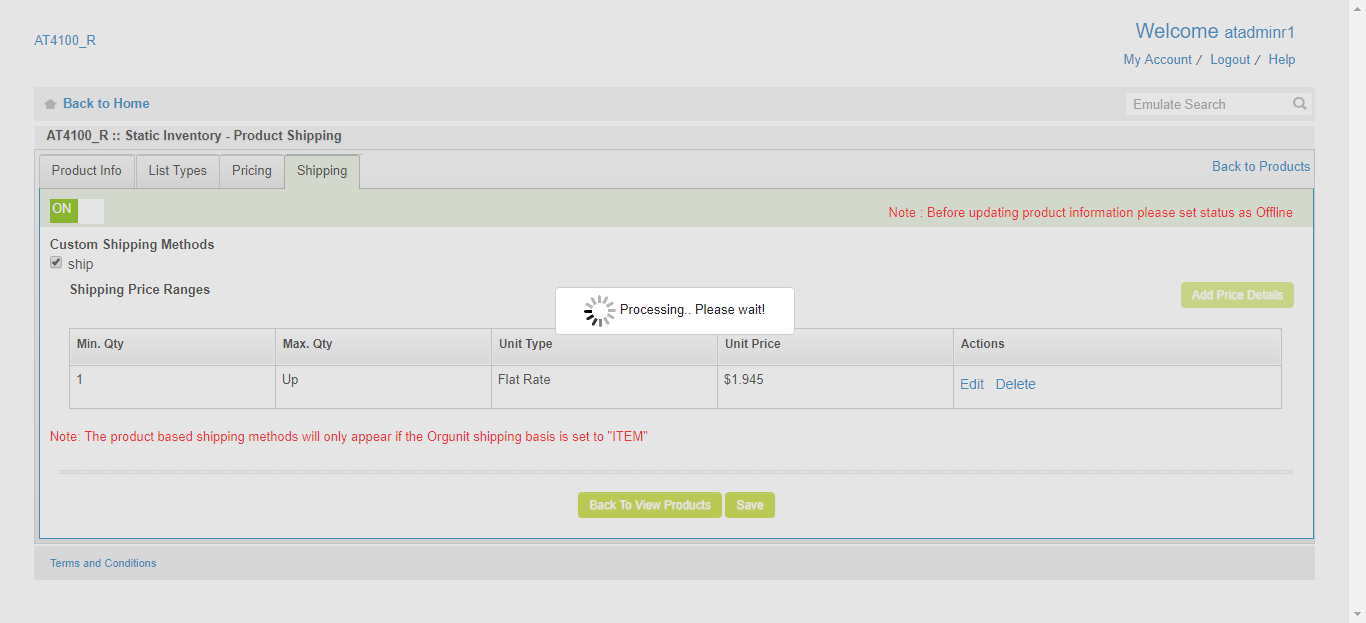 AT4100_R
Welcome atadminr1
My Account / Logout / Help
Back to Home
Emulate Search
AT4100_R :: Static Inventory - Product Shipping
Product Info List Types Pricing Shipping
Back to Products
ON
Note : Before updating product information please set status as Offline
Custom Shipping Methods
ship
Shipping Price Ranges
Add Price Details
Processing.. Please wait!
Min. Qty Max. Qty Unit Type Unit Price Actions
1 Up Flat Rate $1.945 Edit Delete
Note: The product based shipping methods will only appear if the Orgunit shipping basis is set to "ITEM"
Back To View Products Save
Terms and Conditions